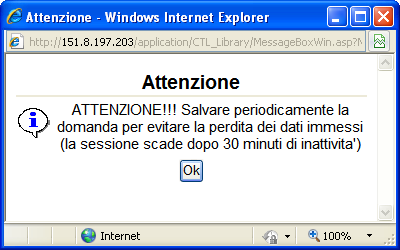 Attenzione - Windows Internet Explorer
http://151.8.197.203/application/CTL_Library/MessageBoxWin.asp?
Attenzione
ATTENZIONE!!! Salvare periodicamente la
domanda per evitare la perdita dei dati immessi
(la sessione scade dopo 30 minuti di inattivita')
Ok
Internet
100%